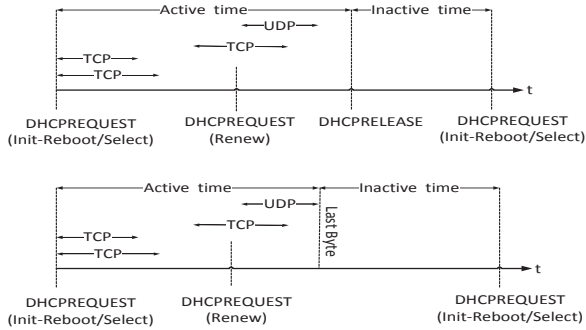 Active time
Inactive time
UDP
TCP
TCP
TCP
t
DHCPREQUEST
(Init-Reboot/Select)
DHCPREQUEST
(Renew)
DHCPRELEASE
DHCPREQUEST
(Init-Reboot/Select)
Active time
Inactive time
UDP
TCP
TCP
TCP
Last Byte
t
DHCPREQUEST
(Init-Reboot/Select)
DHCPREQUEST
(Renew)
DHCPREQUEST
(Init-Reboot/Select)